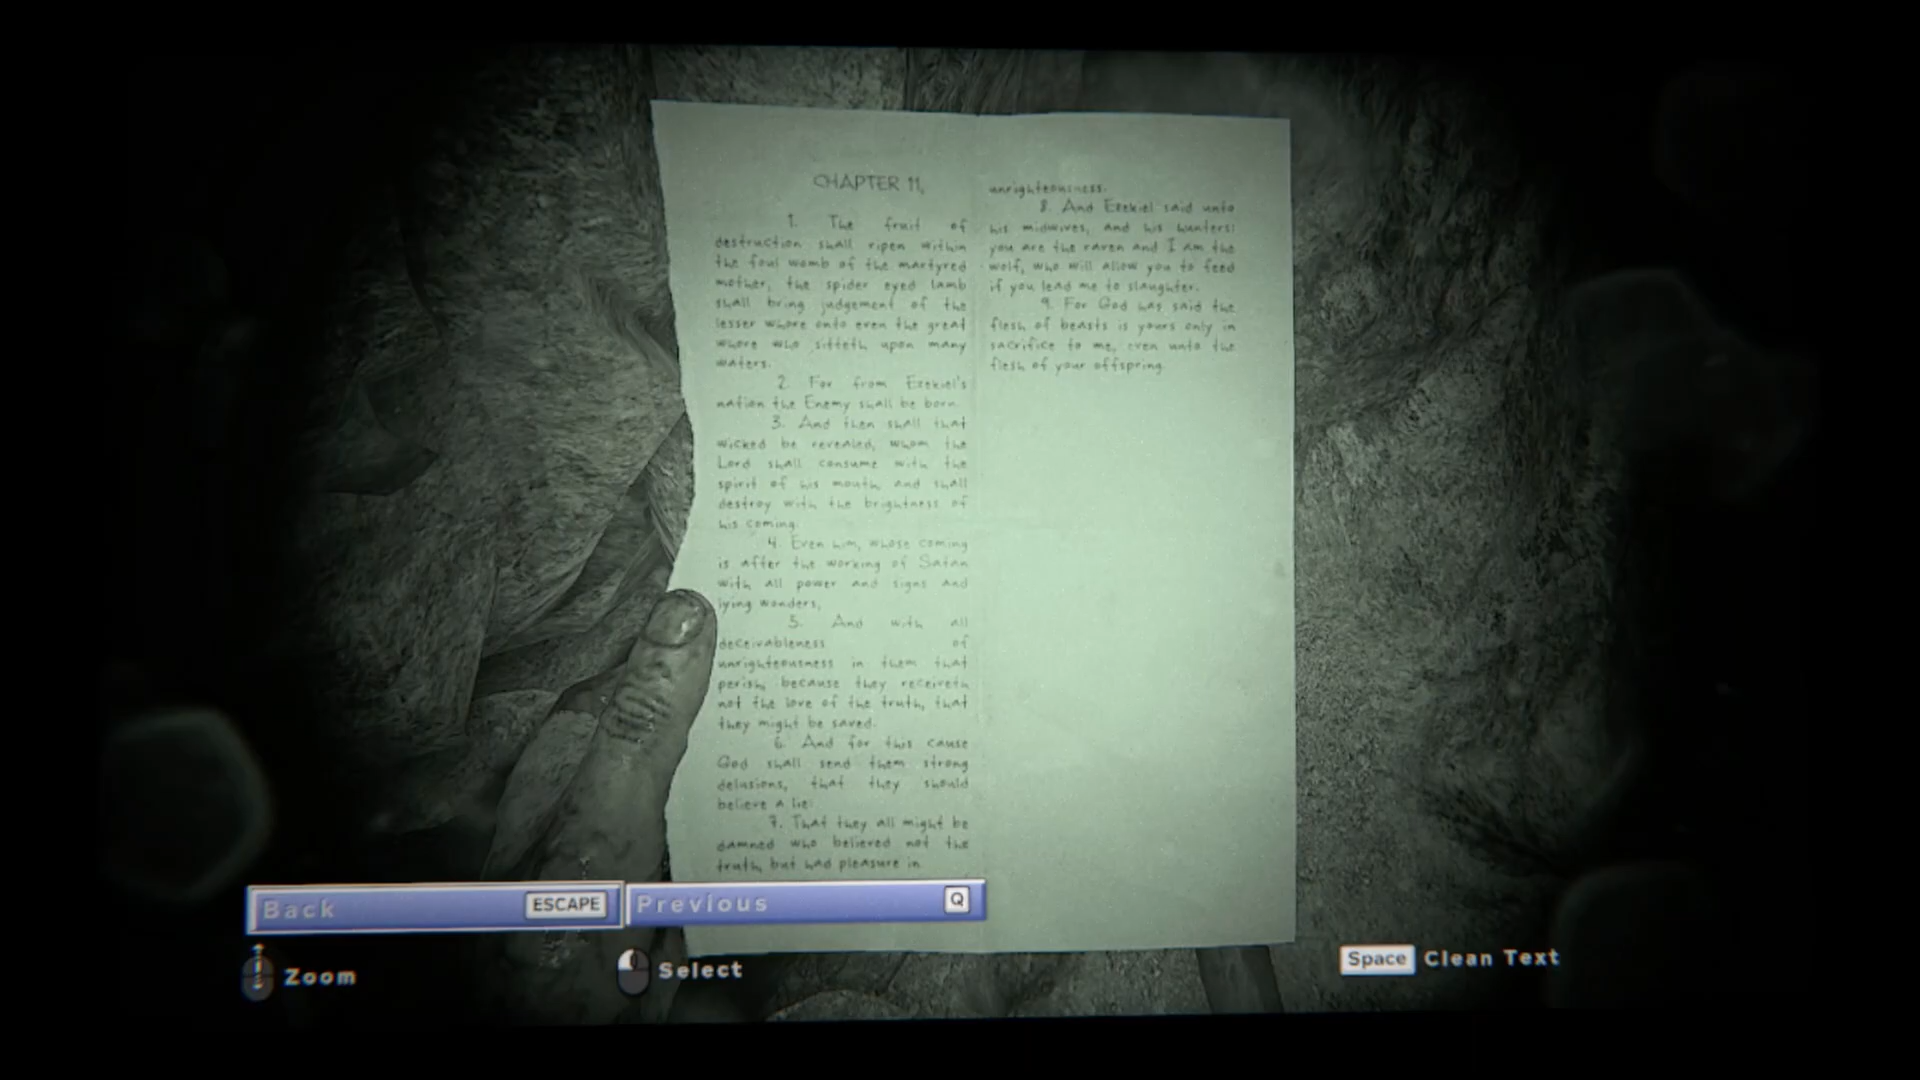 CHAPTER 11,
1. The fruit of
destruction shall ripen within
the foul womb of the martyred
mother, the spider eyed lamb
shall bring judgement of the
lesser whore onto even the great
whore who sitteth upon many
waters.
2. For from Ezekiel's
nation the Enemy shall be born.
3. And then shall that
wicked be revealed, whom the
Lord shall consume with the
spirit of his mouth, and shall
destroy with the brightness of
his coming:
4. Even him, whose coming
is after the working of Satan
with all power and signs and
lying wonders,
5. And with all
deceivableness of
unrighteousness in them that
perish, because they receiveth
not the love of the truth, that
they might be saved.
6. And for this cause
God shall send them strong
delusions, that they should
believe a lie:
7. That they all might be
damned who believed not the
truth, but had pleasure in
unrighteousness.
8. And Ezekiel said unto
his midwives, and his hunters:
you are the raven and I am the
wolf, who will allow you to feed
if you lead me to slaughter.
9. For God has said the
flesh of beasts is yours only in
sacrifice to me, even unto the
flesh of your offspring.
Back ESCAPE
Previous Q
Zoom
Select
Space Clean Text